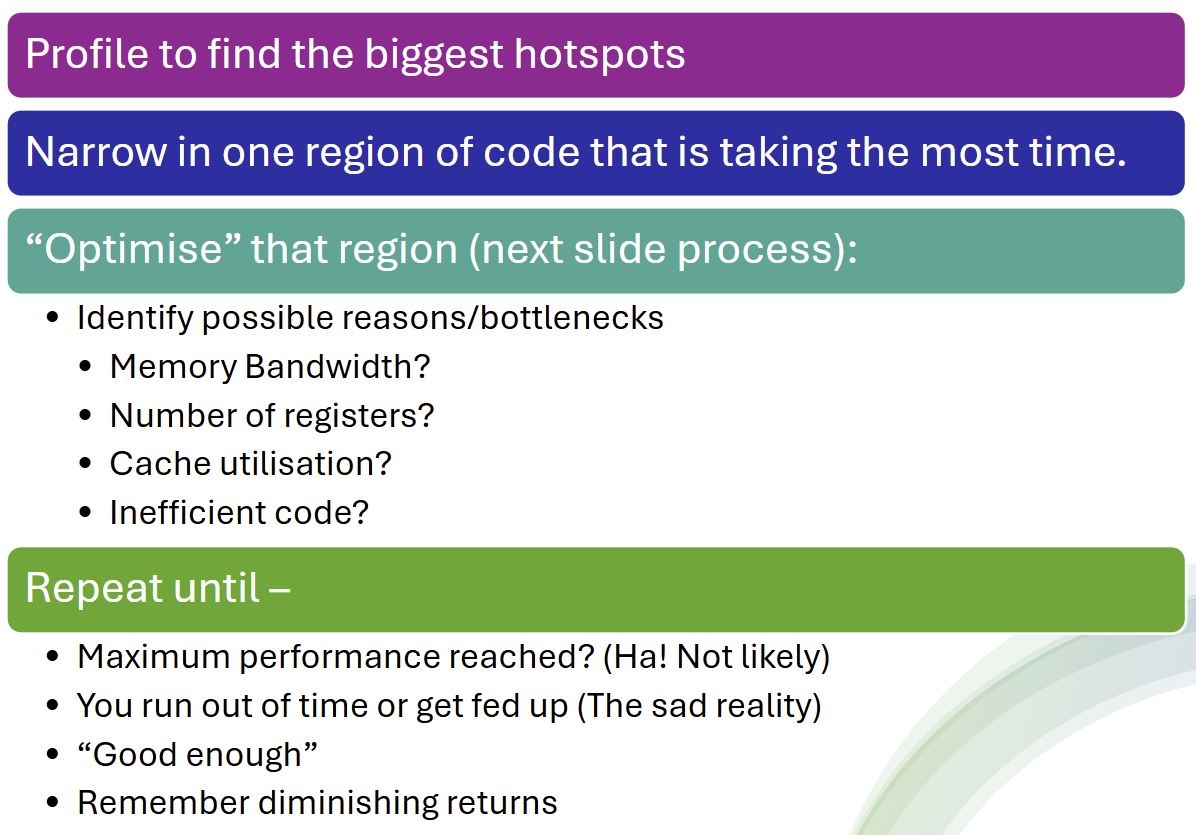 Profile to find the biggest hotspots
Narrow in one region of code that is taking the most time.
“Optimise” that region (next slide process):
• Identify possible reasons/bottlenecks
• Memory Bandwidth?
• Number of registers?
• Cache utilisation?
• Inefficient code?
Repeat until –
• Maximum performance reached? (Ha! Not likely)
• You run out of time or get fed up (The sad reality)
• “Good enough”
• Remember diminishing returns